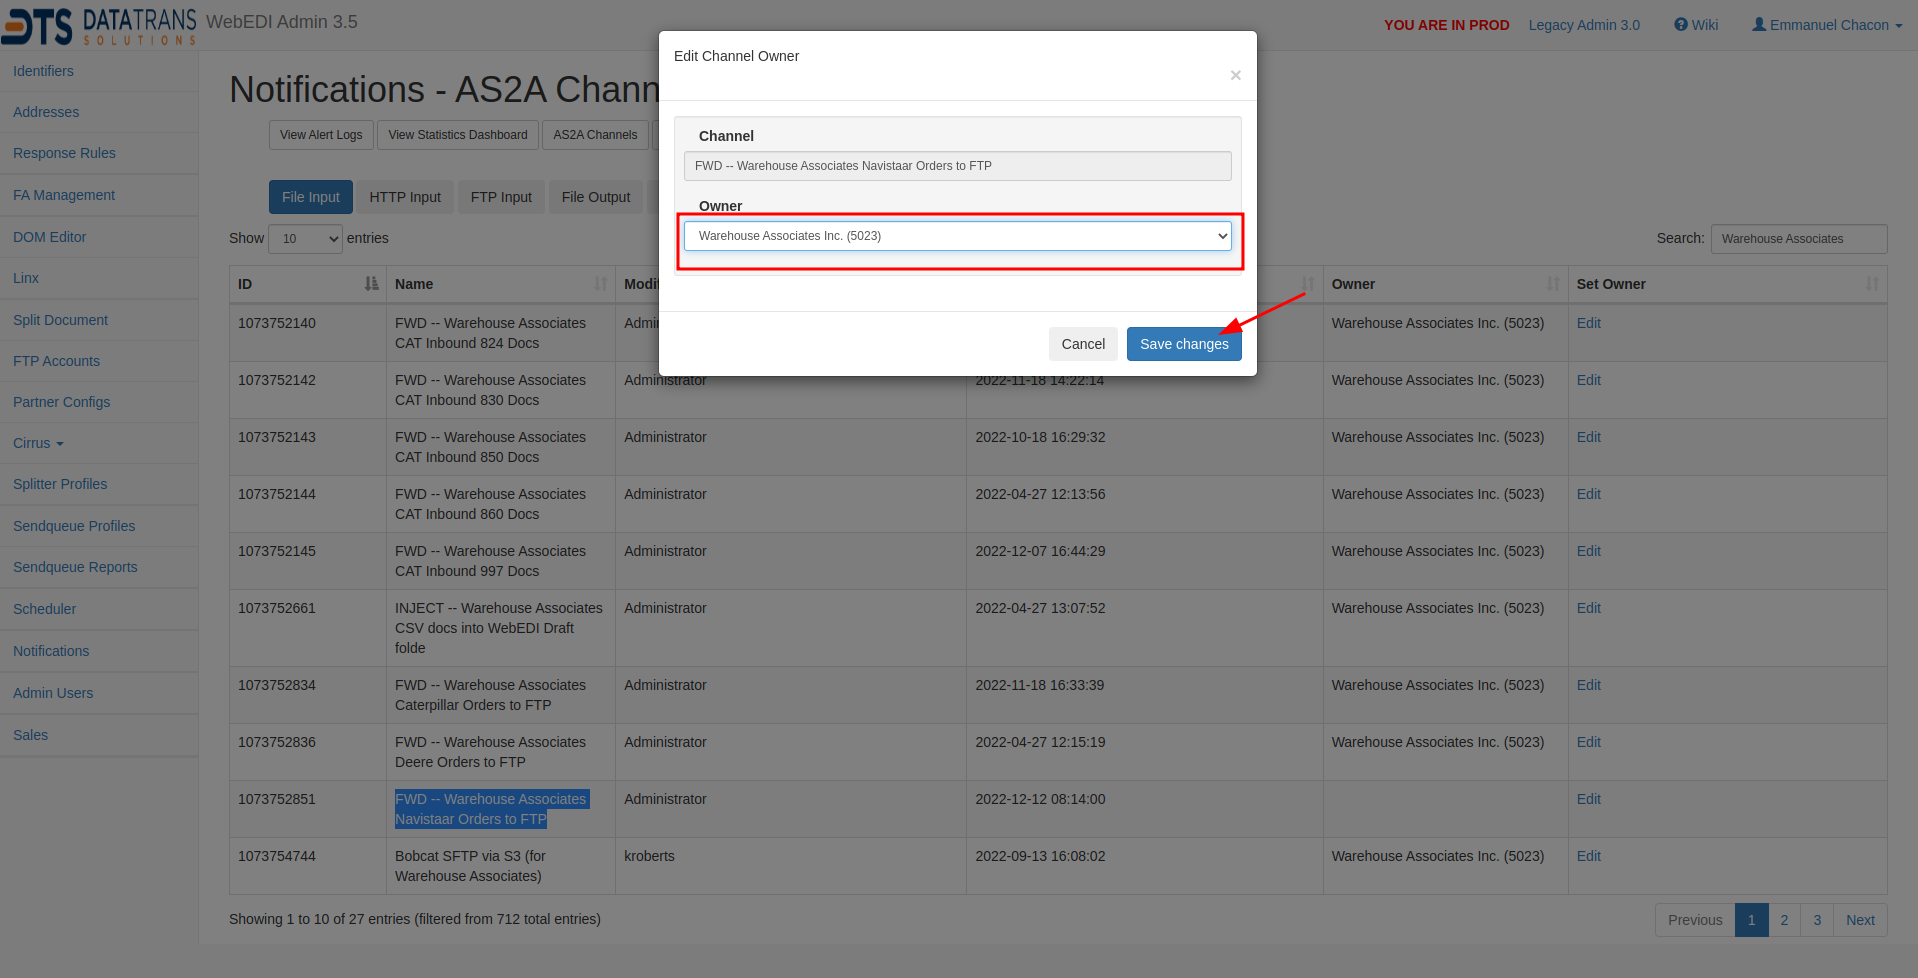 DTS DATATRANS SOLUTIONS WebEDI Admin 3.5
YOU ARE IN PROD Legacy Admin 3.0 Wiki Emmanuel Chacon
Identifiers
Addresses
Response Rules
FA Management
DOM Editor
Linx
Split Document
FTP Accounts
Partner Configs
Cirrus
Splitter Profiles
Sendqueue Profiles
Sendqueue Reports
Scheduler
Notifications
Admin Users
Sales
Edit Channel Owner
×
Channel
FWD -- Warehouse Associates Navistaar Orders to FTP
Owner
Warehouse Associates Inc. (5023)
Cancel Save changes
Notifications - AS2A Chann
View Alert Logs View Statistics Dashboard AS2A Channels
File Input HTTP Input FTP Input File Output
Show 10 entries
Search: Warehouse Associates
ID Name Modif Owner Set Owner
1073752140 FWD -- Warehouse Associates Admin Warehouse Associates Inc. (5023) Edit
CAT Inbound 824 Docs
1073752142 FWD -- Warehouse Associates Administrator 2022-11-18 14:22:14 Warehouse Associates Inc. (5023) Edit
CAT Inbound 830 Docs
1073752143 FWD -- Warehouse Associates Administrator 2022-10-18 16:29:32 Warehouse Associates Inc. (5023) Edit
CAT Inbound 850 Docs
1073752144 FWD -- Warehouse Associates Administrator 2022-04-27 12:13:56 Warehouse Associates Inc. (5023) Edit
CAT Inbound 860 Docs
1073752145 FWD -- Warehouse Associates Administrator 2022-12-07 16:44:29 Warehouse Associates Inc. (5023) Edit
CAT Inbound 997 Docs
1073752661 INJECT -- Warehouse Associates Administrator 2022-04-27 13:07:52 Warehouse Associates Inc. (5023) Edit
CSV docs into WebEDI Draft
folde
1073752834 FWD -- Warehouse Associates Administrator 2022-11-18 16:33:39 Warehouse Associates Inc. (5023) Edit
Caterpillar Orders to FTP
1073752836 FWD -- Warehouse Associates Administrator 2022-04-27 12:15:19 Warehouse Associates Inc. (5023) Edit
Deere Orders to FTP
1073752851 FWD -- Warehouse Associates Administrator 2022-12-12 08:14:00 Edit
Navistaar Orders to FTP
1073754744 Bobcat SFTP via S3 (for kroberts 2022-09-13 16:08:02 Warehouse Associates Inc. (5023) Edit
Warehouse Associates)
Showing 1 to 10 of 27 entries (filtered from 712 total entries)
Previous 1 2 3 Next